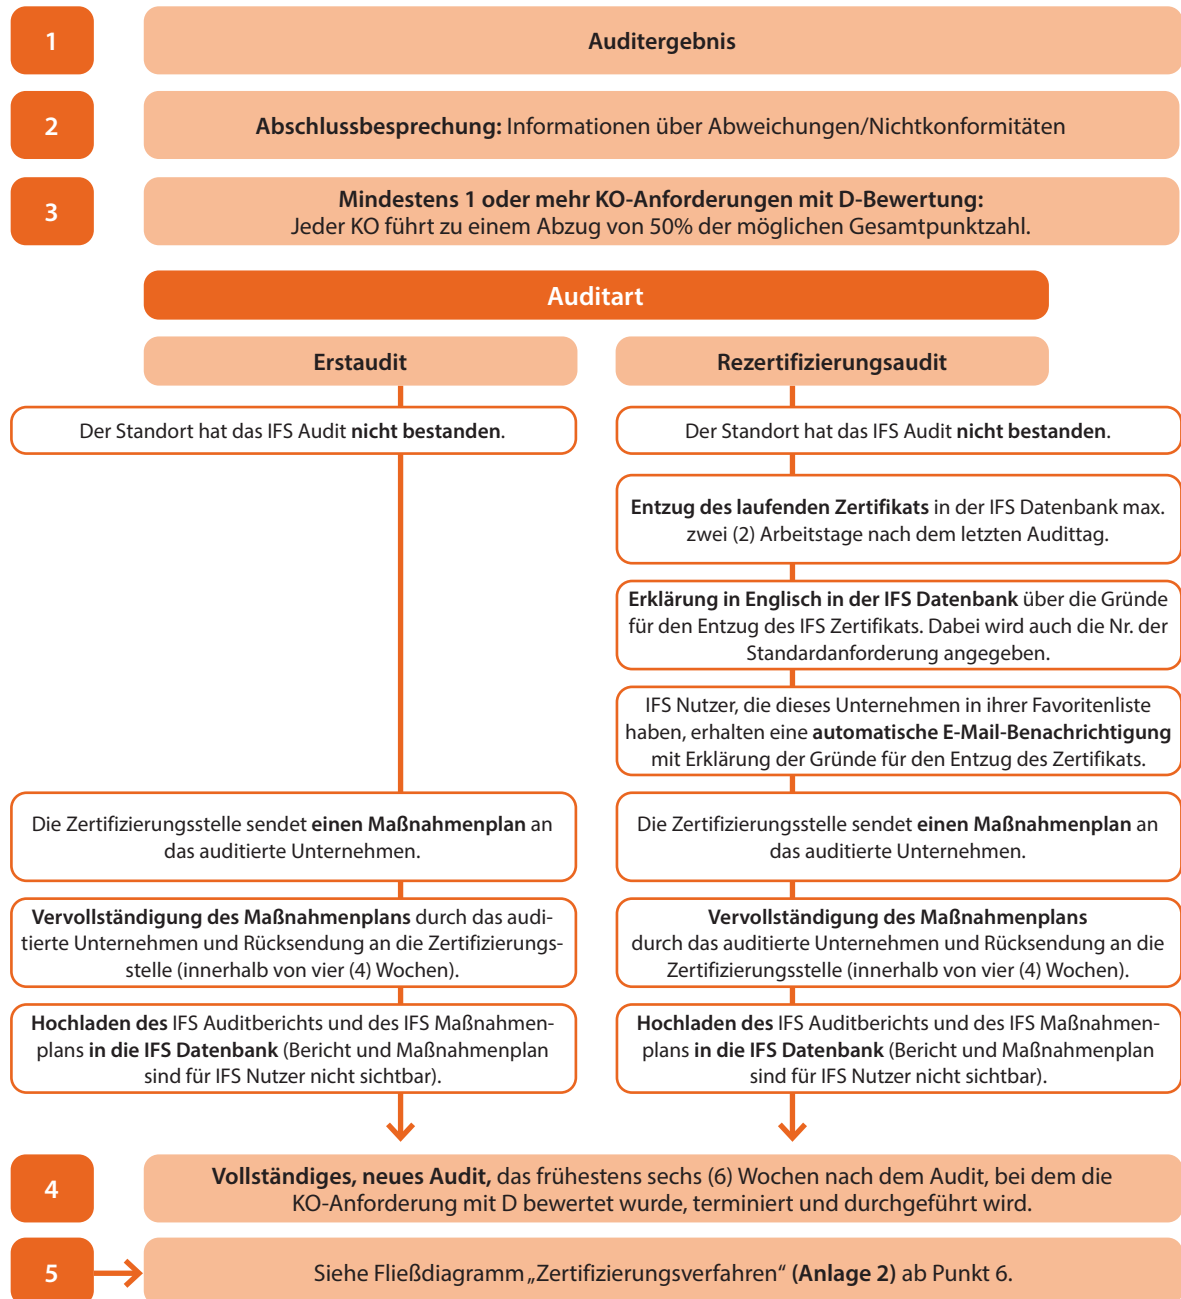 1
Auditergebnis
2
Abschlussbesprechung: Informationen über Abweichungen/Nichtkonformitäten
3
Mindestens 1 oder mehr KO-Anforderungen mit D-Bewertung:
Jeder KO führt zu einem Abzug von 50% der möglichen Gesamtpunktzahl.
Auditart
Erstaudit
Der Standort hat das IFS Audit nicht bestanden.
Die Zertifizierungsstelle sendet einen Maßnahmenplan an
das auditierte Unternehmen.
Vervollständigung des Maßnahmenplans durch das audi-
tierte Unternehmen und Rücksendung an die Zertifizierungs-
stelle (innerhalb von vier (4) Wochen).
Hochladen des IFS Auditberichts und des IFS Maßnahmen-
plans in die IFS Datenbank (Bericht und Maßnahmenplan
sind für IFS Nutzer nicht sichtbar).
Rezertifizierungsaudit
Der Standort hat das IFS Audit nicht bestanden.
Entzug des laufenden Zertifikats in der IFS Datenbank max.
zwei (2) Arbeitstage nach dem letzten Audittag.
Erklärung in Englisch in der IFS Datenbank über die Gründe
für den Entzug des IFS Zertifikats. Dabei wird auch die Nr. der
Standardanforderung angegeben.
IFS Nutzer, die dieses Unternehmen in ihrer Favoritenliste
haben, erhalten eine automatische E-Mail-Benachrichtigung
mit Erklärung der Gründe für den Entzug des Zertifikats.
Die Zertifizierungsstelle sendet einen Maßnahmenplan an
das auditierte Unternehmen.
Vervollständigung des Maßnahmenplans
durch das auditierte Unternehmen und Rücksendung an die
Zertifizierungsstelle (innerhalb von vier (4) Wochen).
Hochladen des IFS Auditberichts und des IFS Maßnahmen-
plans in die IFS Datenbank (Bericht und Maßnahmenplan
sind für IFS Nutzer nicht sichtbar).
4
Vollständiges, neues Audit, das frühestens sechs (6) Wochen nach dem Audit, bei dem die
KO-Anforderung mit D bewertet wurde, terminiert und durchgeführt wird.
5
Siehe Fließdiagramm „Zertifizierungsverfahren“ (Anlage 2) ab Punkt 6.